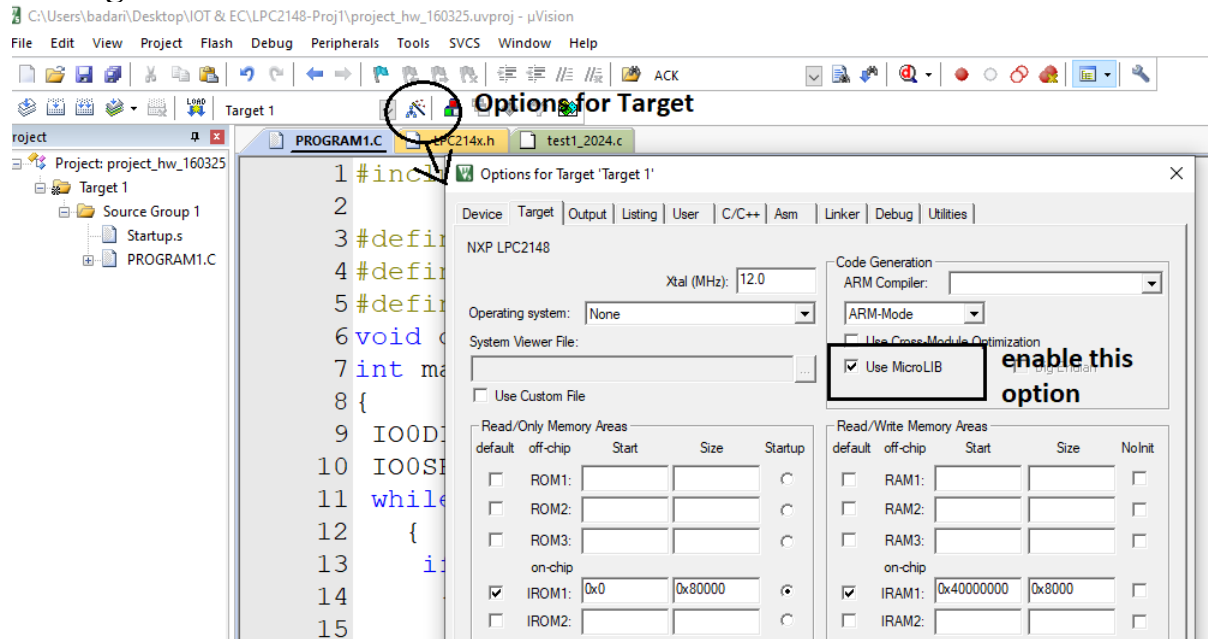 C:\Users\badari\Desktop\IOT & EC\LPC2148-Proj1\project_hw_160325.uvproj - µVision
File Edit View Project Flash Debug Peripherals Tools SVCS Window Help
ACK
LOAD Target 1 Options for Target
roject
PROGRAM1.C LPC214x.h test1_2024.c
Project: project_hw_160325
Target 1
Source Group 1
Startup.s
PROGRAM1.C
1 #incl
2
3 #defin
4 #defin
5 #defin
6 void
7 int ma
8 {
9 IO0D
10 IO0SE
11 while
12 {
13 if
14
15
Options for Target 'Target 1'
Device Target Output Listing User C/C++ Asm Linker Debug Utilities
NXP LPC2148
Xtal (MHz): 12.0
Operating system: None
System Viewer File:
...
Use Custom File
Code Generation
ARM Compiler:
ARM-Mode
Use Cross-Module Optimization
Use MicroLIB Big Endian
enable this
option
Read/Only Memory Areas
default off-chip Start Size Startup
ROM1:
ROM2:
ROM3:
on-chip
IROM1: 0x0 0x80000
IROM2:
Read/Write Memory Areas
default off-chip Start Size NoInit
RAM1:
RAM2:
RAM3:
on-chip
IRAM1: 0x40000000 0x8000
IRAM2: